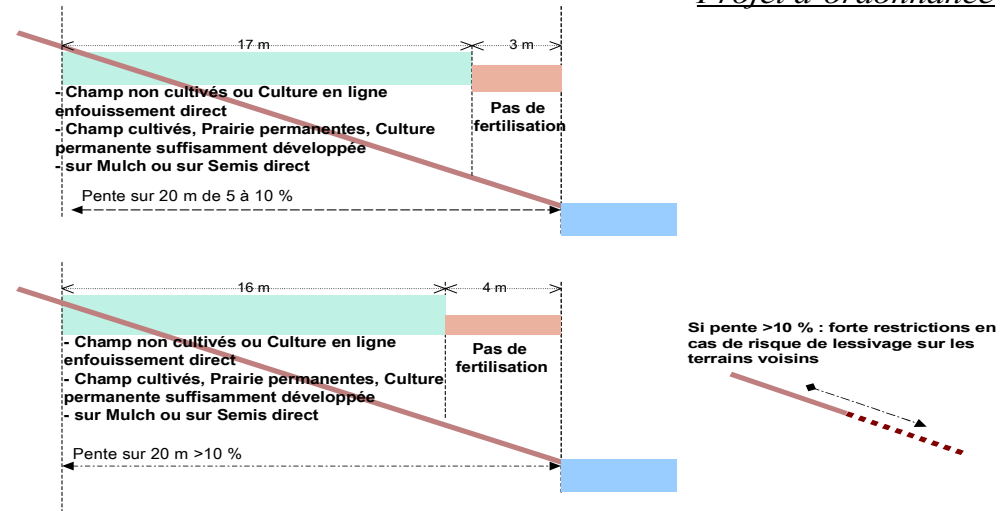 Projet d'ordonnance
17 m
3 m
- Champ non cultivés ou Culture en ligne
enfouissement direct
- Champ cultivés, Prairie permanentes, Culture
permanente suffisamment développée
- sur Mulch ou sur Semis direct
Pas de
fertilisation
Pente sur 20 m de 5 à 10 %
16 m
4 m
- Champ non cultivés ou Culture en ligne
enfouissement direct
- Champ cultivés, Prairie permanentes, Culture
permanente suffisamment développée
- sur Mulch ou sur Semis direct
Pas de
fertilisation
Pente sur 20 m >10 %
Si pente >10 % : forte restrictions en
cas de risque de lessivage sur les
terrains voisins